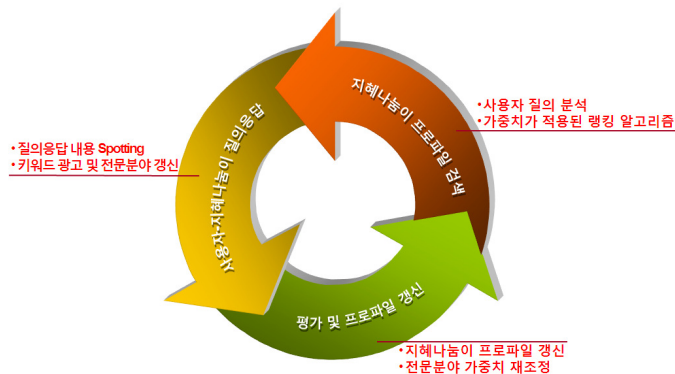 지혜나눔이 프로파일 검색
•사용자 질의 분석
•가중치가 적용된 랭킹 알고리즘
사용자-지혜나눔이 질의응답
•질의응답 내용 Spotting
•키워드 광고 및 전문분야 갱신
평가 및 프로파일 갱신
•지혜나눔이 프로파일 갱신
•전문분야 가중치 재조정